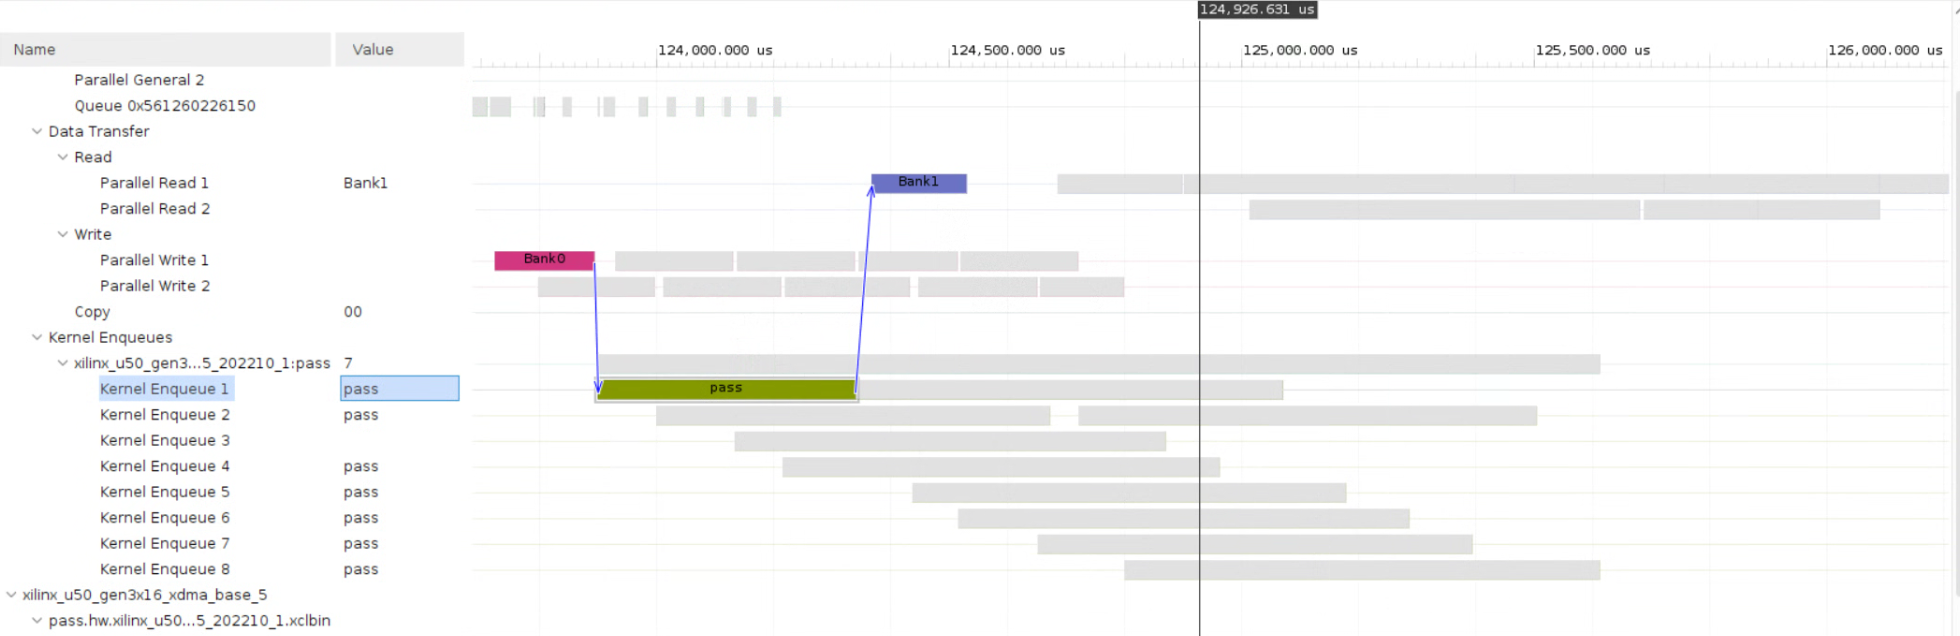 124,926.631 us
Name Value 124,000.000 us 124,500.000 us 125,000.000 us 125,500.000 us 126,000.000 us
Parallel General 2
Queue 0x561260226150
Data Transfer
Read
Parallel Read 1 Bank1 Bank1
Parallel Read 2
Write
Parallel Write 1 Bank0
Parallel Write 2
Copy 00
Kernel Enqueues
xilinx_u50_gen3...5_202210_1:pass 7
Kernel Enqueue 1 pass pass
Kernel Enqueue 2 pass
Kernel Enqueue 3
Kernel Enqueue 4 pass
Kernel Enqueue 5 pass
Kernel Enqueue 6 pass
Kernel Enqueue 7 pass
Kernel Enqueue 8 pass
xilinx_u50_gen3x16_xdma_base_5
pass.hw.xilinx_u50...5_202210_1.xclbin